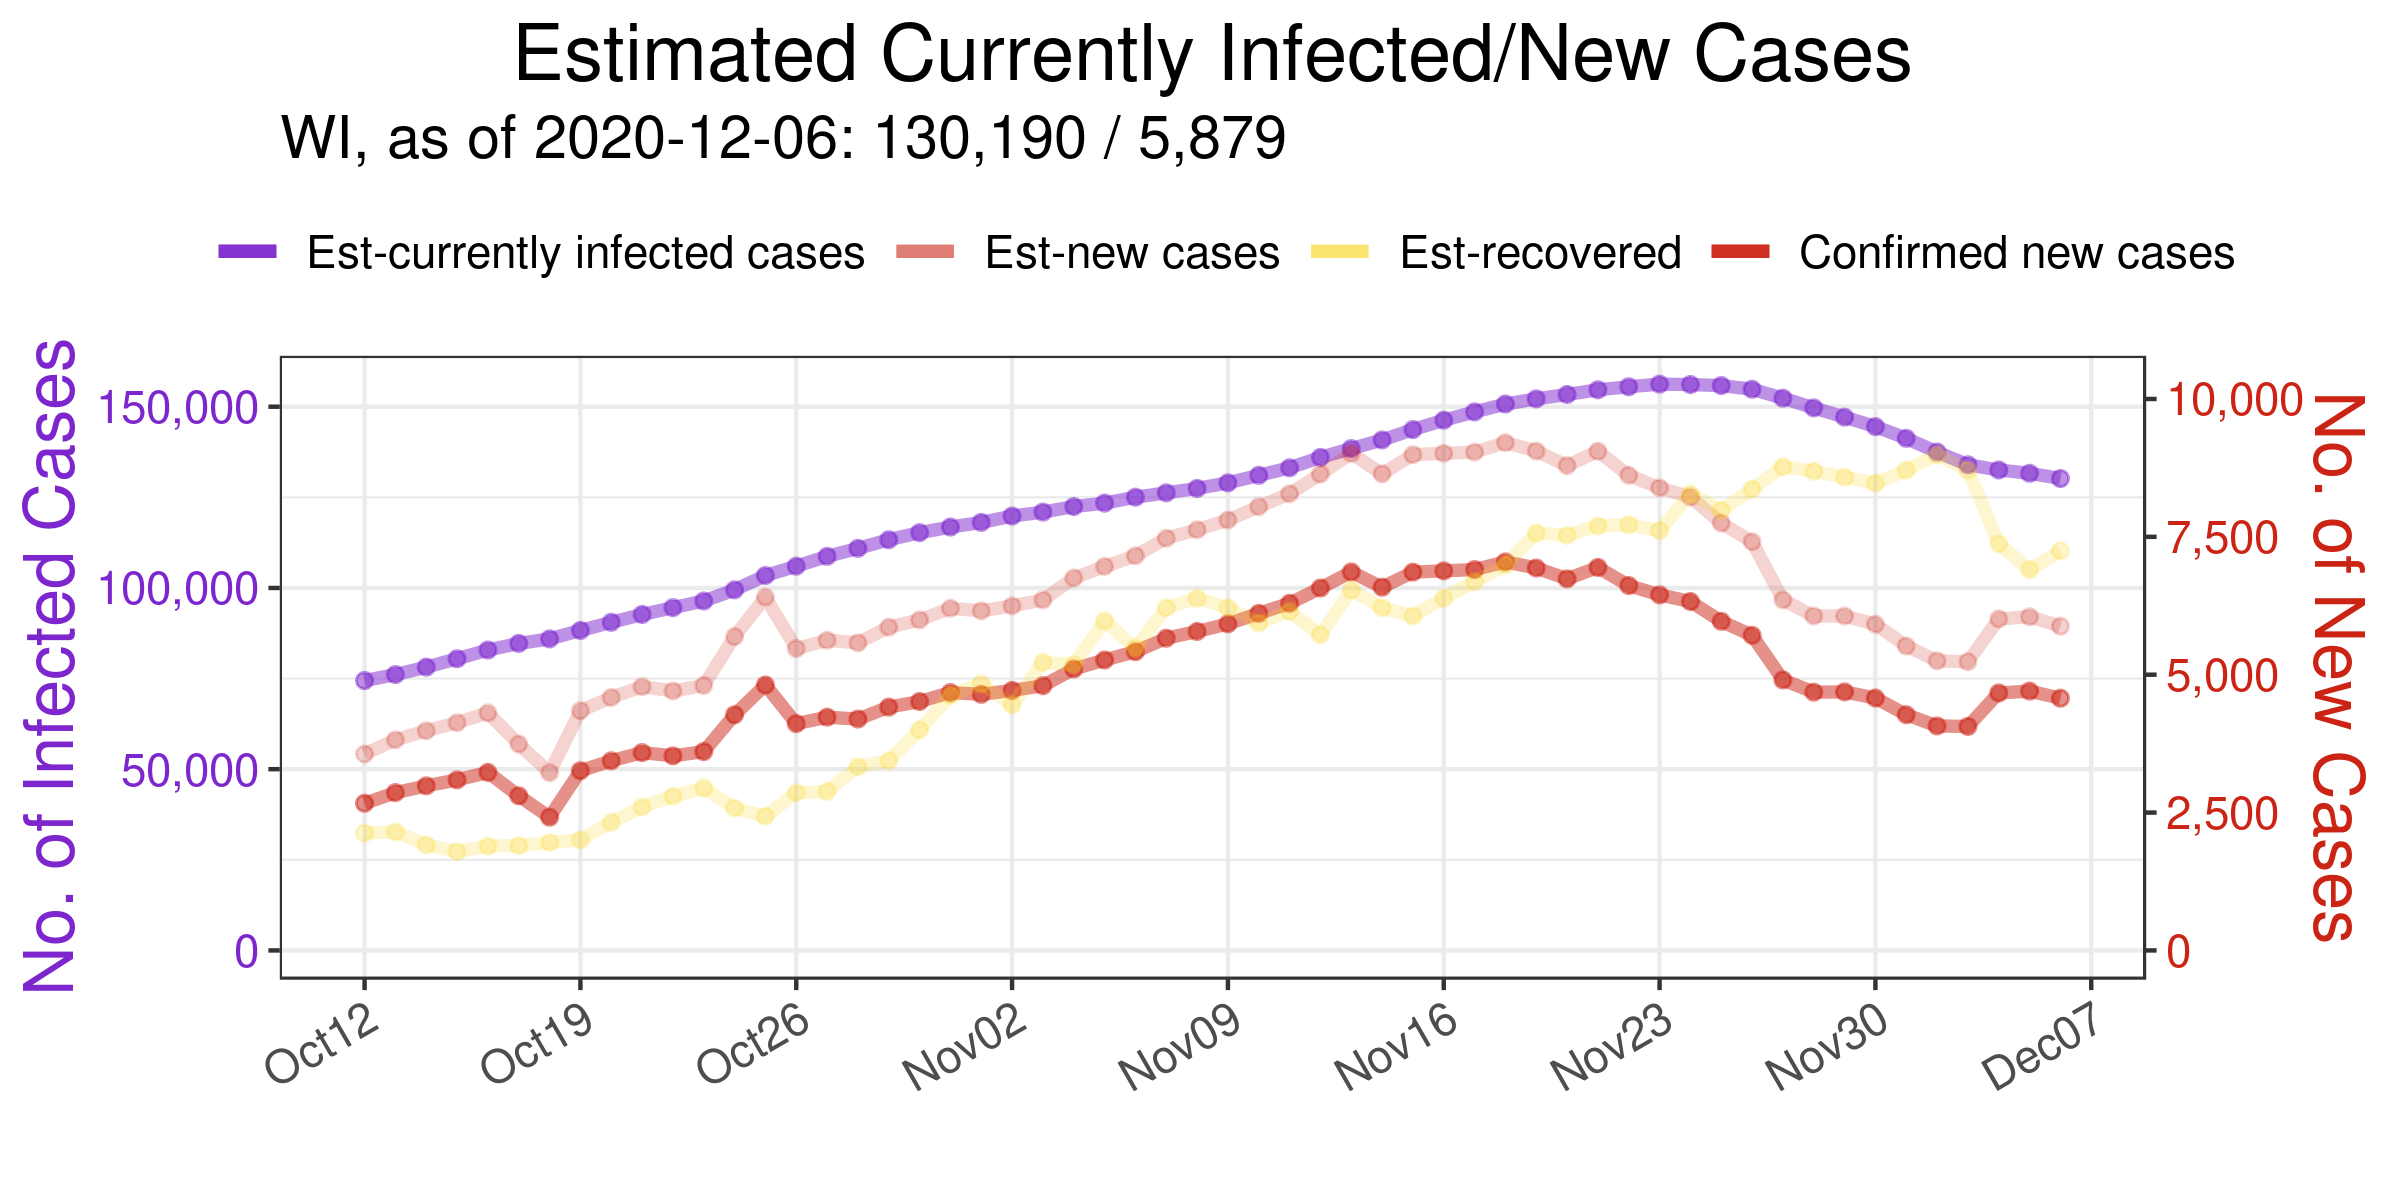 Estimated Currently Infected/New Cases
WI, as of 2020-12-06: 130,190 / 5,879
Est-currently infected cases Est-new cases Est-recovered Confirmed new cases
No. of Infected Cases
150,000
100,000
50,000
0
10,000
7,500
5,000
2,500
0
No. of New Cases
Oct12 Oct19 Oct26 Nov02 Nov09 Nov16 Nov23 Nov30 Dec07